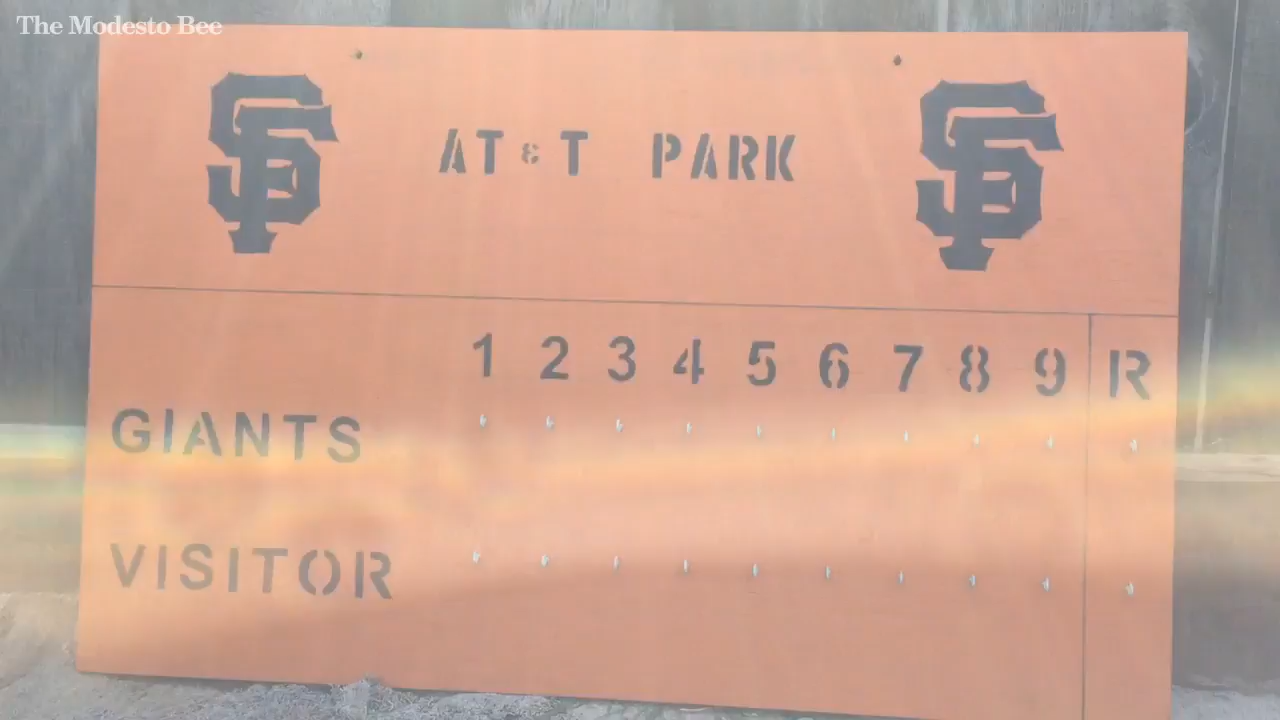 The Modesto Bee
SF AT&T PARK SF
1 2 3 4 5 6 7 8 9 R
GIANTS
VISITOR